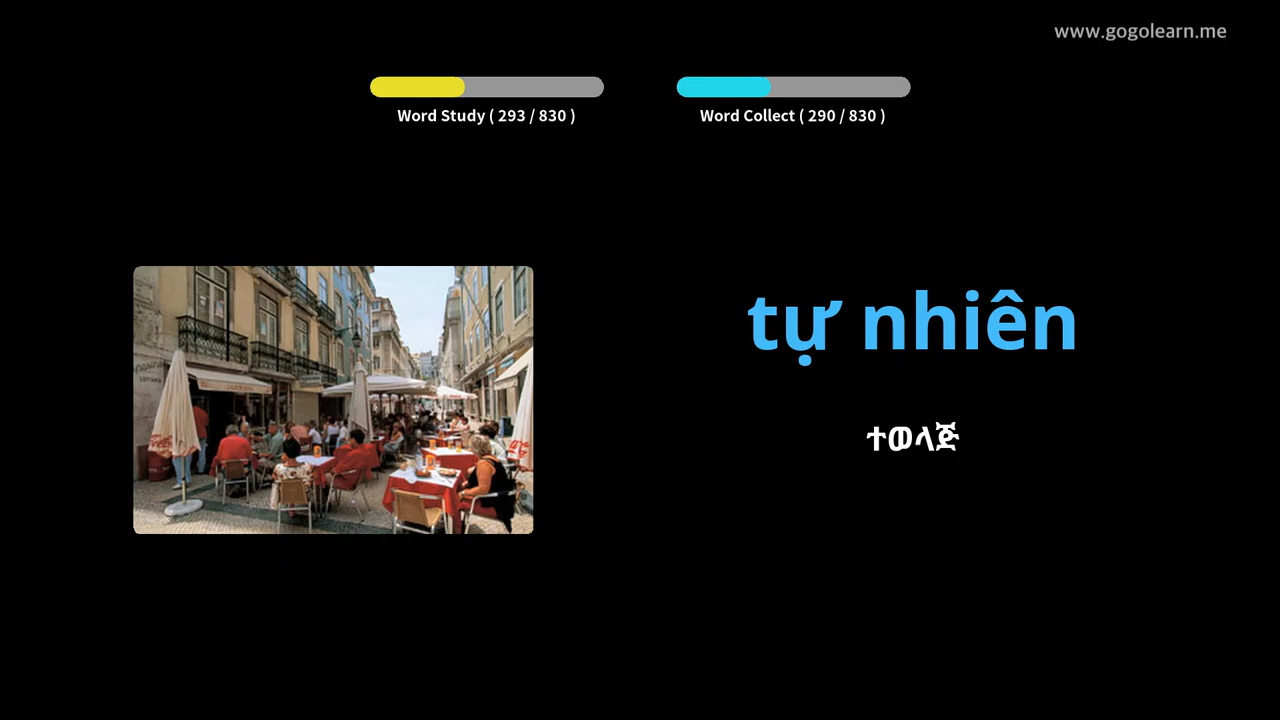 www.gogolearn.me
Word Study ( 293 / 830 )
Word Collect ( 290 / 830 )
tự nhiên
ተወላጅ